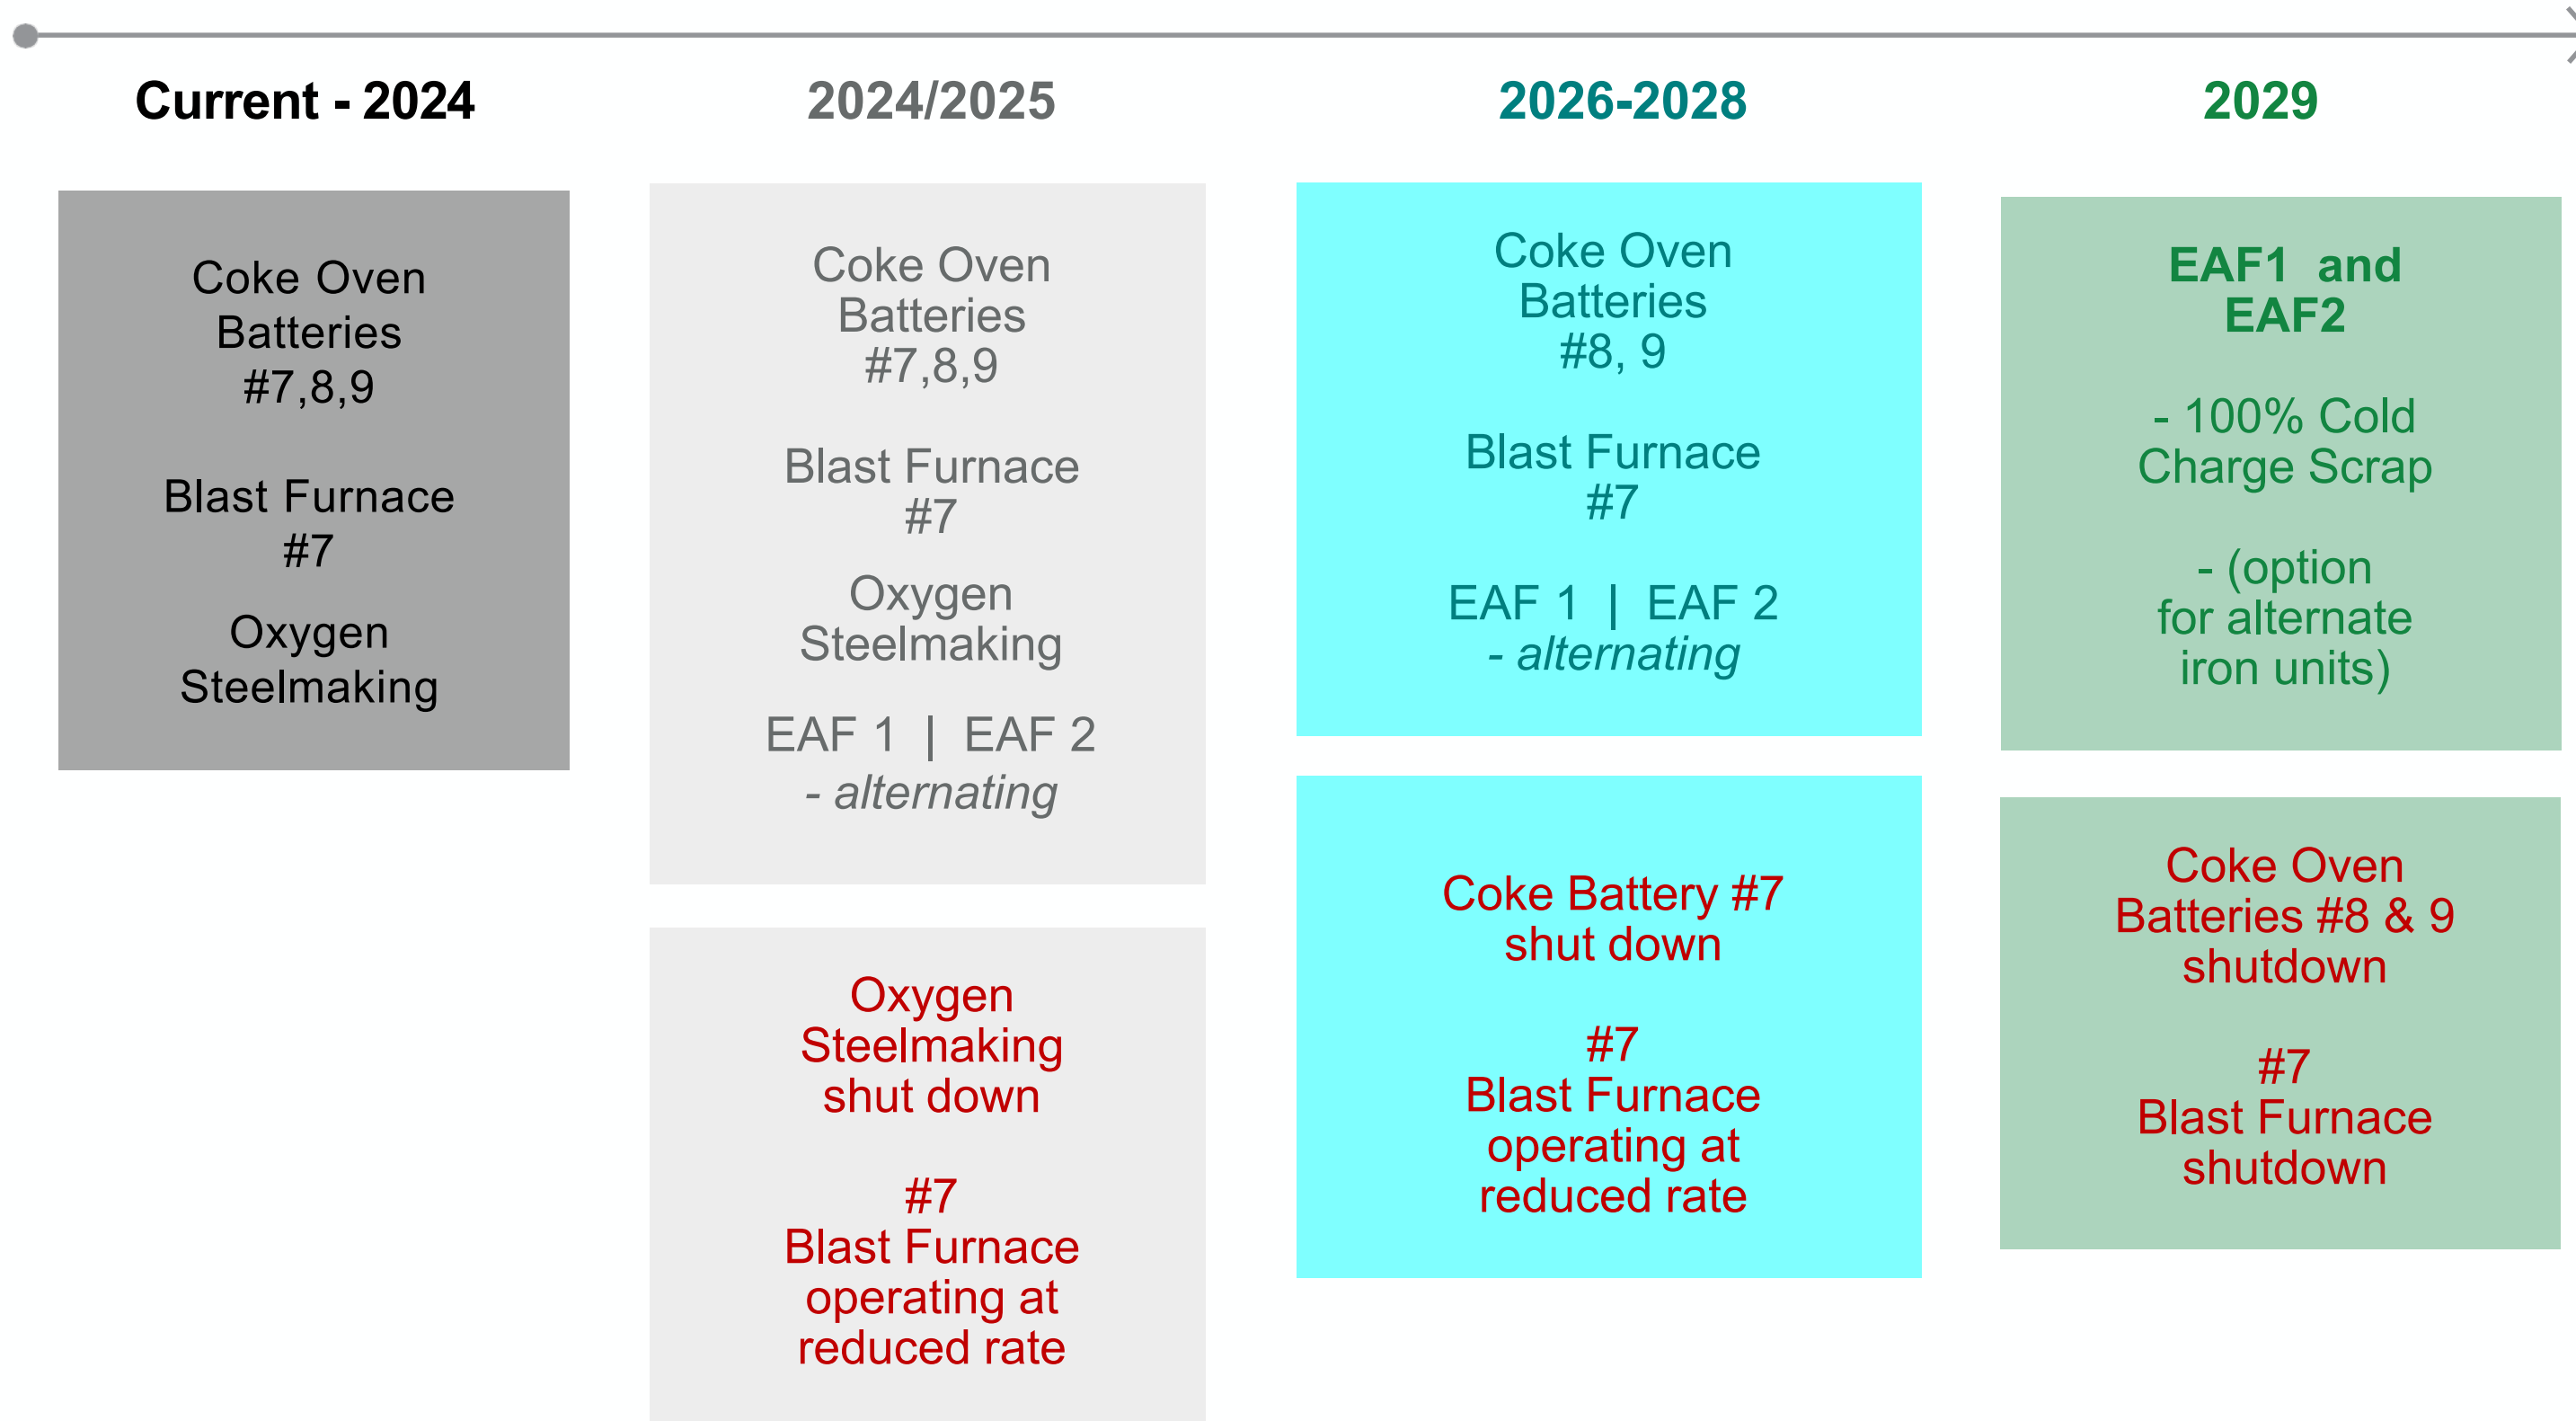 Current - 2024
2024/2025
2026-2028
2029
Coke Oven
Batteries
#7,8,9
Blast Furnace
#7
Oxygen
Steelmaking
Coke Oven
Batteries
#7,8,9
Blast Furnace
#7
Oxygen
Steelmaking
EAF 1 | EAF 2
- alternating
Oxygen
Steelmaking
shut down
#7
Blast Furnace
operating at
reduced rate
Coke Oven
Batteries
#8, 9
Blast Furnace
#7
EAF 1 | EAF 2
- alternating
Coke Battery #7
shut down
#7
Blast Furnace
operating at
reduced rate
EAF1 and
EAF2
- 100% Cold
Charge Scrap
- (option
for alternate
iron units)
Coke Oven
Batteries #8 & 9
shutdown
#7
Blast Furnace
shutdown